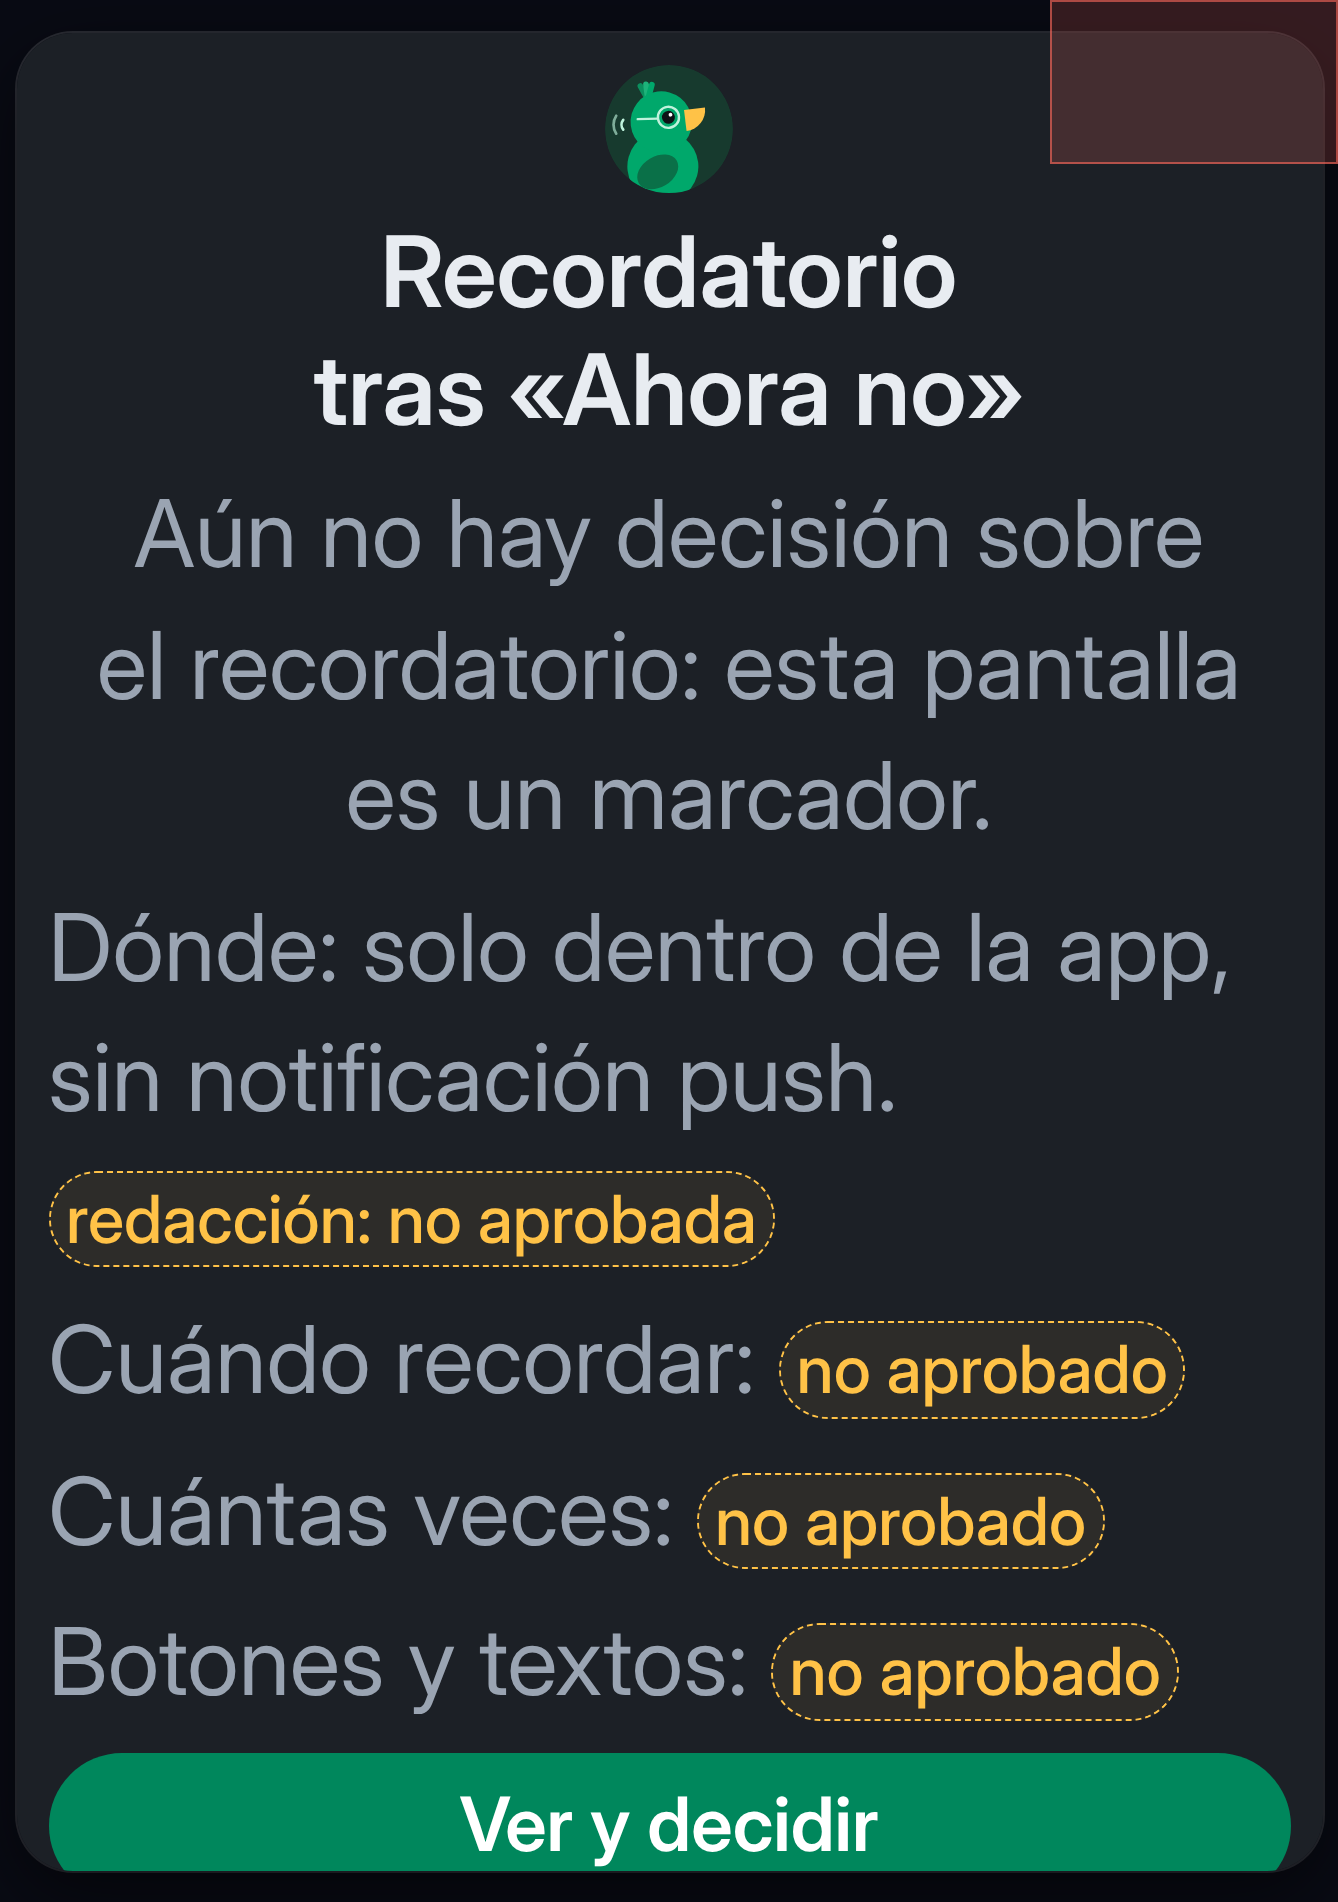 Recordatorio
tras «Ahora no»
Aún no hay decisión sobre
el recordatorio: esta pantalla
es un marcador.
Dónde: solo dentro de la app,
sin notificación push.
redacción: no aprobada
Cuándo recordar: no aprobado
Cuántas veces: no aprobado
Botones y textos: no aprobado
Ver y decidir